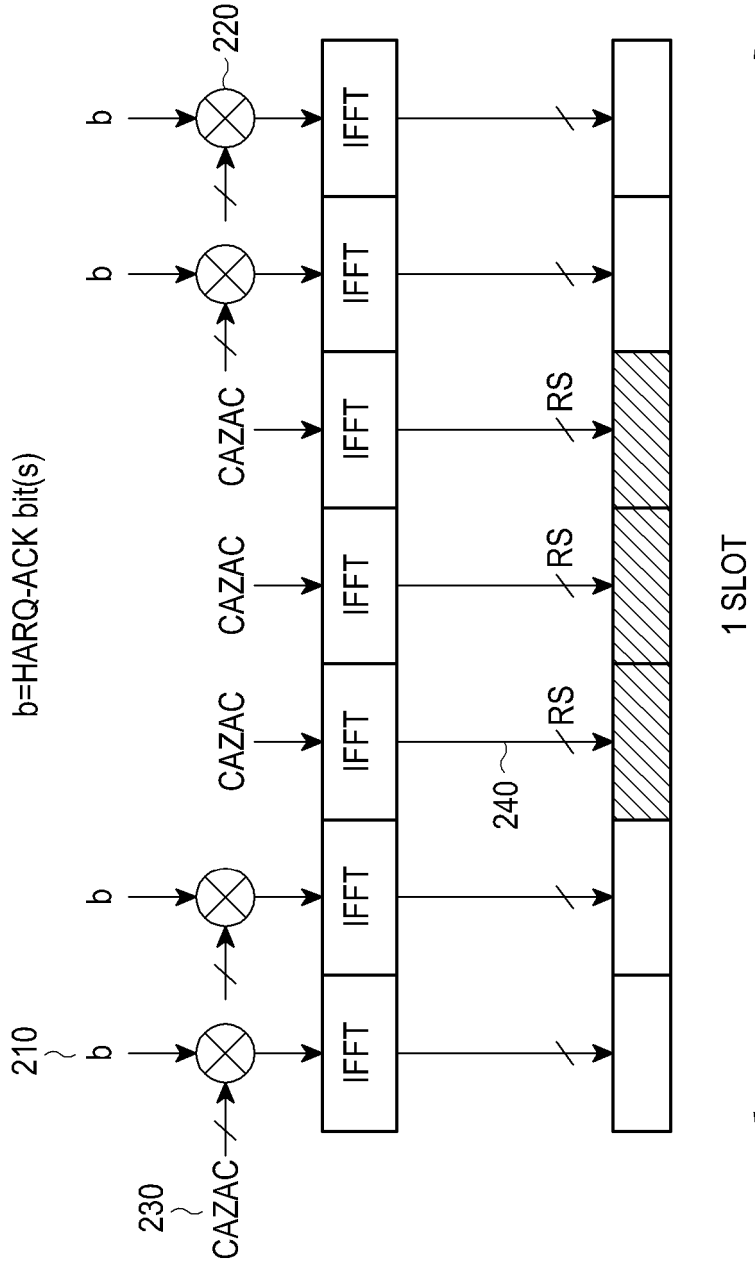 210 b=HARQ-ACK bit(s)
b b b b
230
CAZAC CAZAC CAZAC CAZAC 220
IFFT IFFT IFFT IFFT IFFT IFFT IFFT
240
RS RS RS
1 SLOT